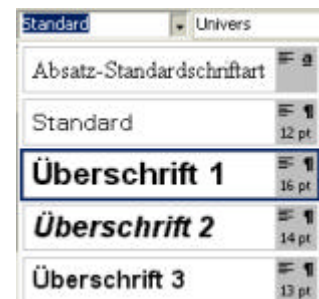 Standard Univers
Absatz-Standardschriftart a
Standard ¶
12 pt
Überschrift 1 ¶
16 pt
Überschrift 2 ¶
14 pt
Überschrift 3 ¶
13 pt